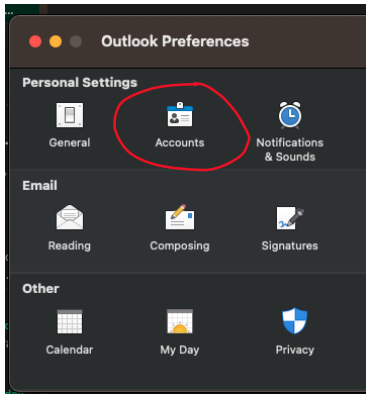 Outlook Preferences
Personal Settings
General
Accounts
Notifications
& Sounds
Email
Reading
Composing
Signatures
Other
Calendar
My Day
Privacy